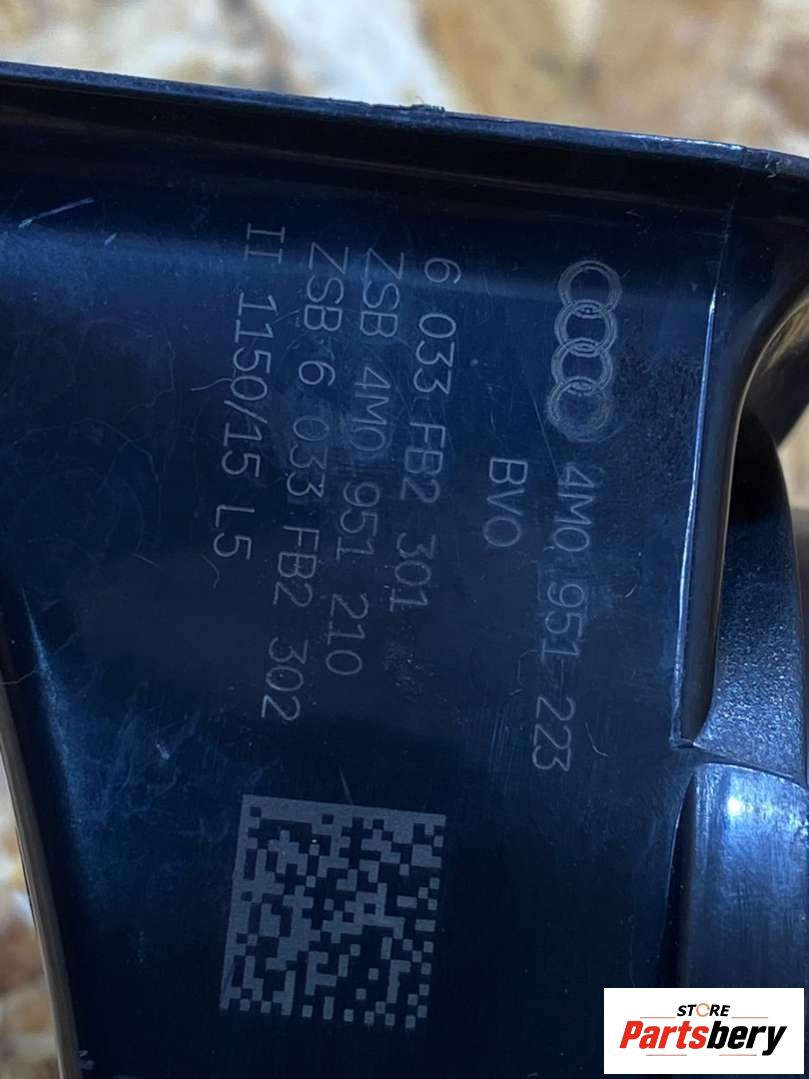 4M0 951 223
BVO
6 033 FB2 301
ZSB 4M0 951 210
ZSB 6 033 FB2 302
II 1150/15 L5
STORE
Partsbery